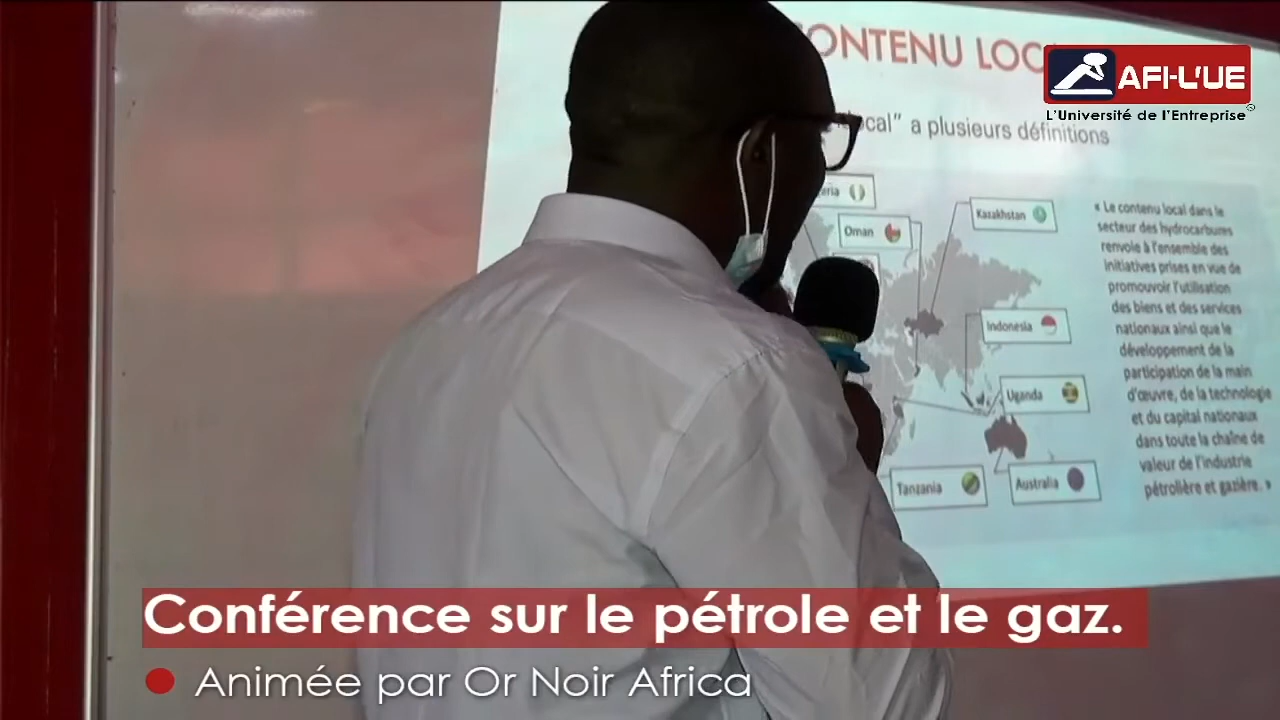 CONTENU LOC
AFI-L'UE
L'Université de l'Entreprise
local" a plusieurs définitions
eria
Oman
Kazakhstan
Indonesia
Uganda
Tanzania
Australia
« Le contenu local dans le
secteur des hydrocarbures
renvoie à l'ensemble des
initiatives prises en vue de
promouvoir l'utilisation
des biens et des services
nationaux ainsi que le
développement de la
participation de la main
d'œuvre, de la technologie
et du capital nationaux
dans toute la chaîne de
valeur de l'industrie
pétrolière et gazière. »
Conférence sur le pétrole et le gaz.
Animée par Or Noir Africa